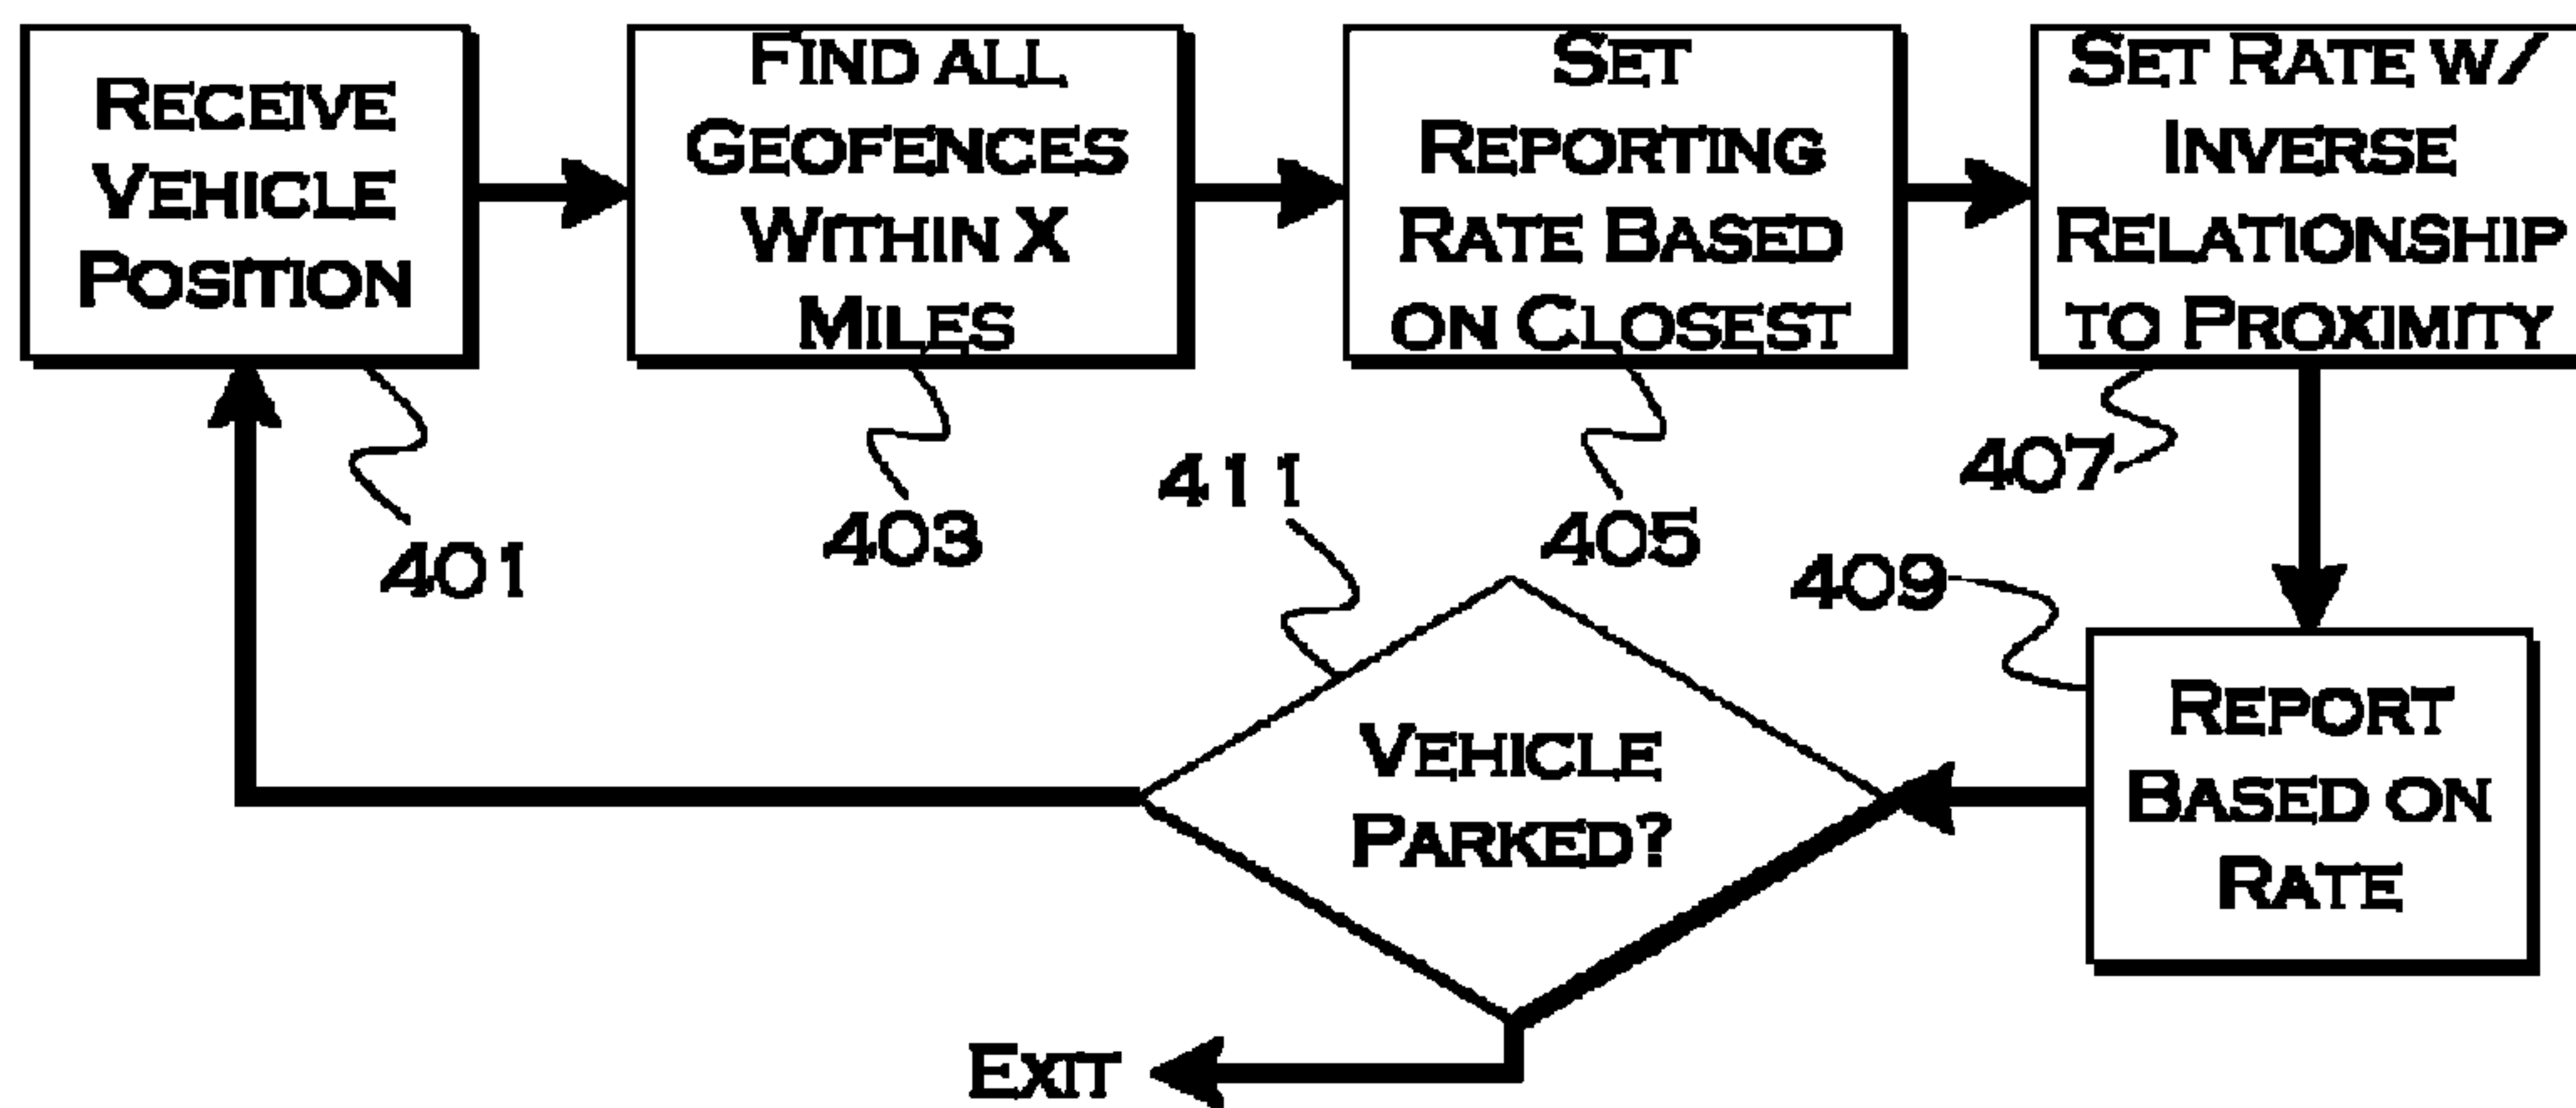 RECEIVE
VEHICLE
POSITION
FIND ALL
GEOFENCES
WITHIN X
MILES
SET
REPORTING
RATE BASED
ON CLOSEST
SET RATE W/
INVERSE
RELATIONSHIP
TO PROXIMITY
401
403
405
407
411
409
VEHICLE
PARKED?
REPORT
BASED ON
RATE
EXIT